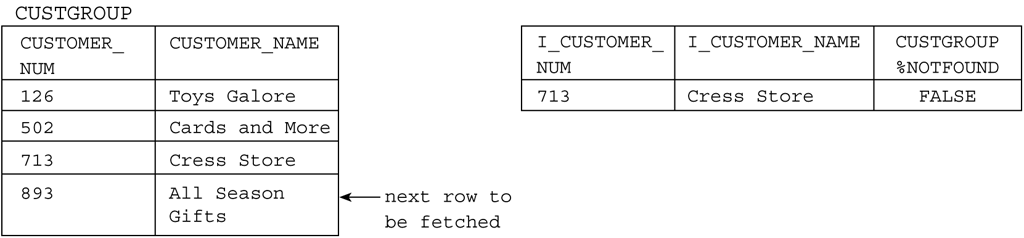 CUSTGROUP
CUSTOMER_ CUSTOMER_NAME
NUM
126 Toys Galore
502 Cards and More
713 Cress Store
893 All Season
Gifts
next row to
be fetched
I_CUSTOMER_ I_CUSTOMER_NAME CUSTGROUP
NUM %NOTFOUND
713 Cress Store FALSE